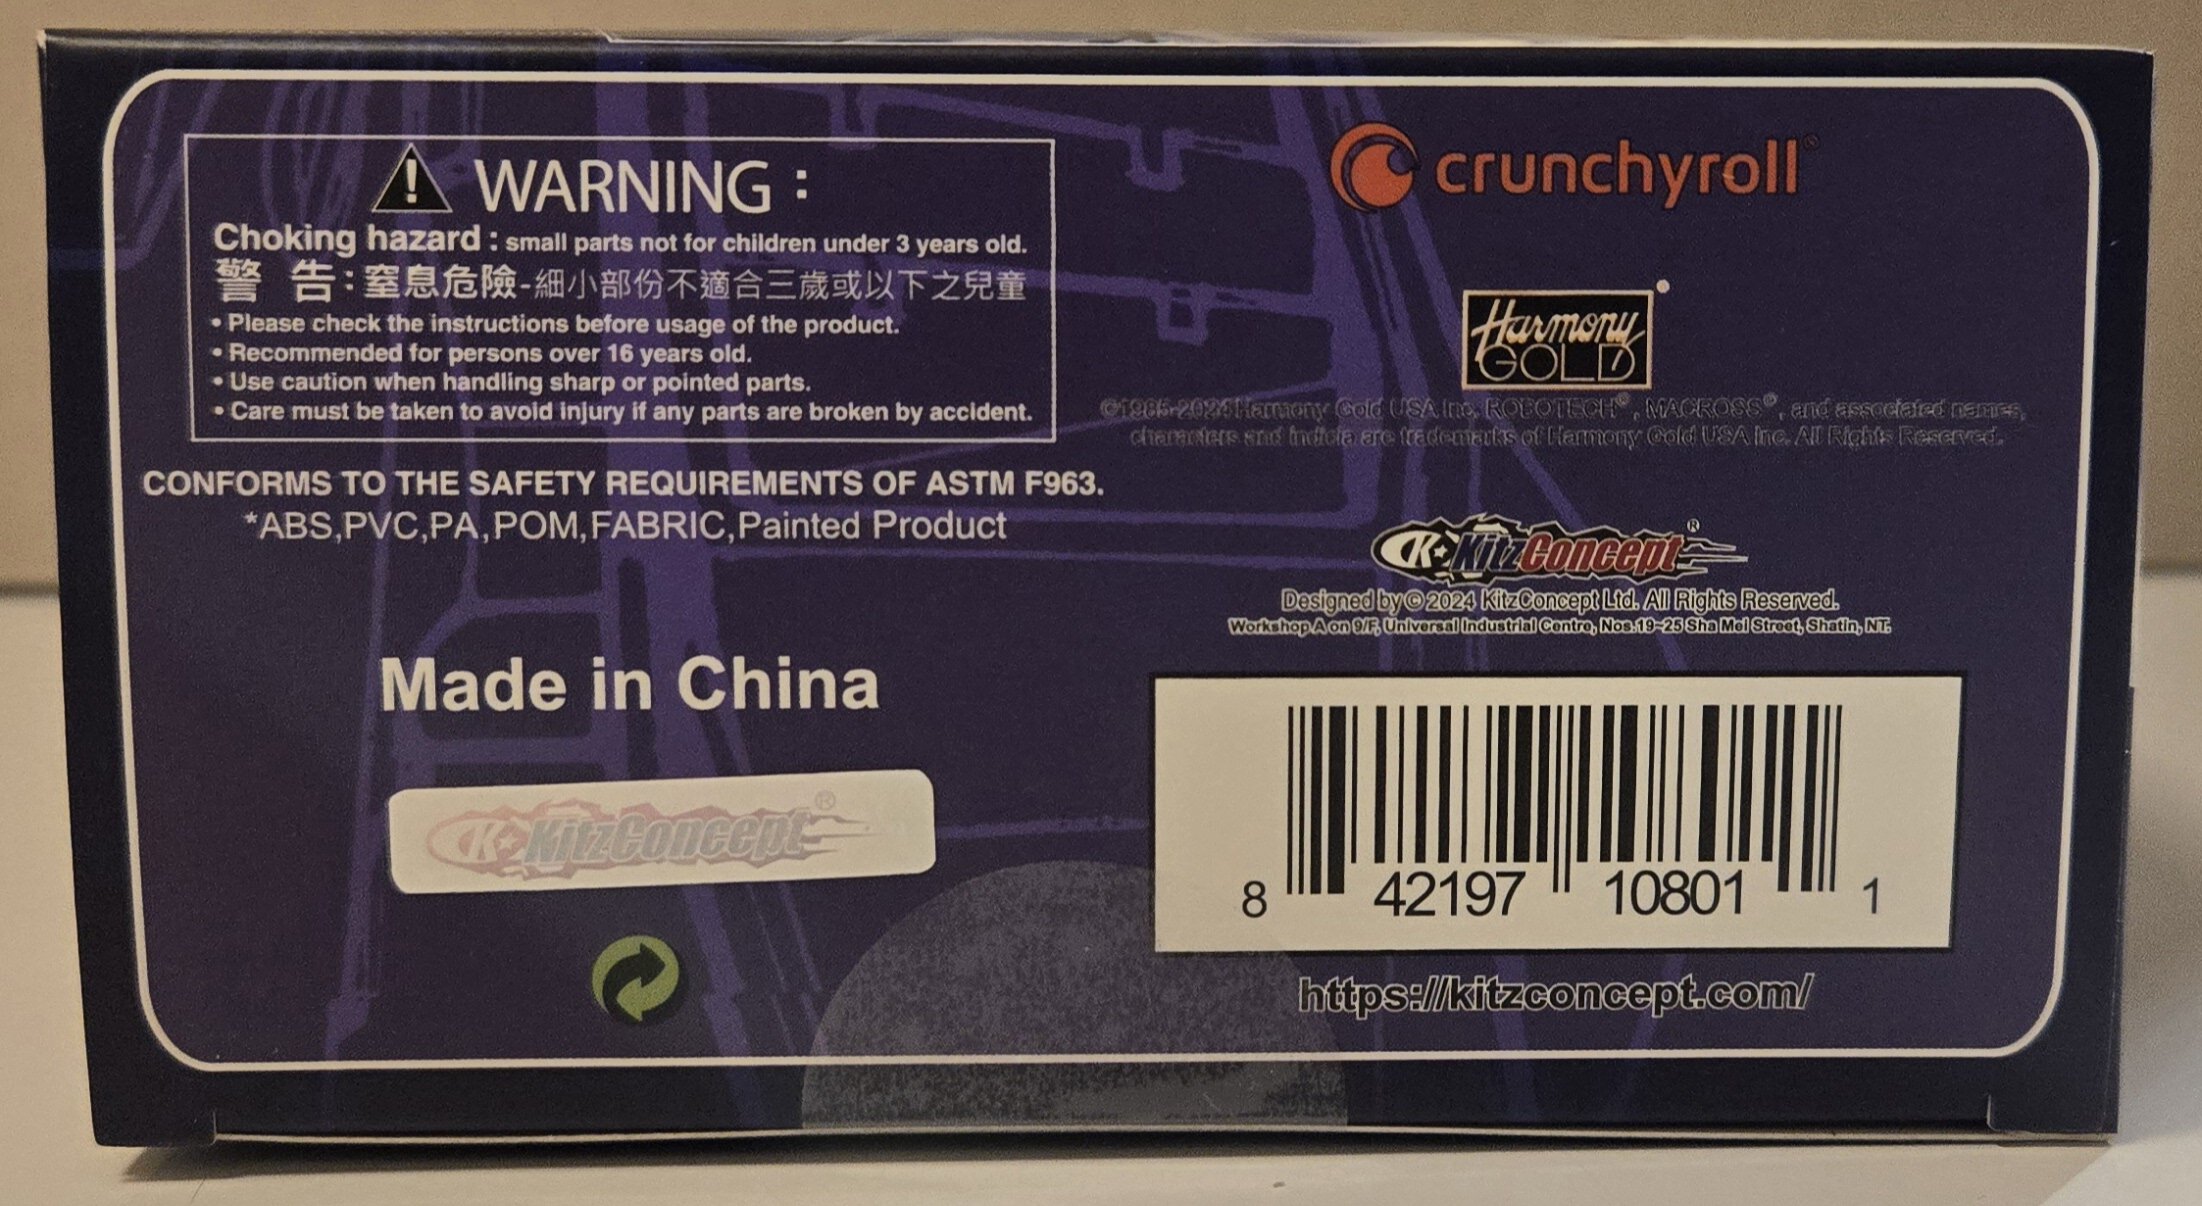 ! WARNING :
Choking hazard : small parts not for children under 3 years old.
警 告 : 窒息危險-細小部份不適合三歲或以下之兒童
• Please check the instructions before usage of the product.
• Recommended for persons over 16 years old.
• Use caution when handling sharp or pointed parts.
• Care must be taken to avoid injury if any parts are broken by accident.
CONFORMS TO THE SAFETY REQUIREMENTS OF ASTM F963.
*ABS,PVC,PA,POM,FABRIC,Painted Product
Made in China
K KitzConcept®
crunchyroll®
Harmony
GOLD®
©1985-2024 Harmony Gold USA Inc. ROBOTECH®, MACROSS®, and associated names,
characters and indicia are trademarks of Harmony Gold USA Inc. All Rights Reserved.
K KitzConcept®
Designed by © 2024 KitzConcept Ltd. All Rights Reserved.
Workshop A on 9/F, Universal Industrial Centre, Nos.19-25 Sha Mei Street, Shatin, NT.
8 42197 10801 1
https://kitzconcept.com/